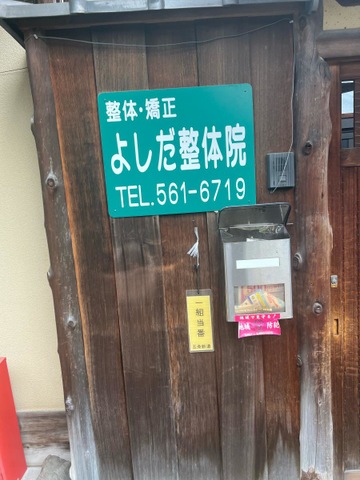 整体・矯正
よしだ整体院
TEL.561-6719
一組当番